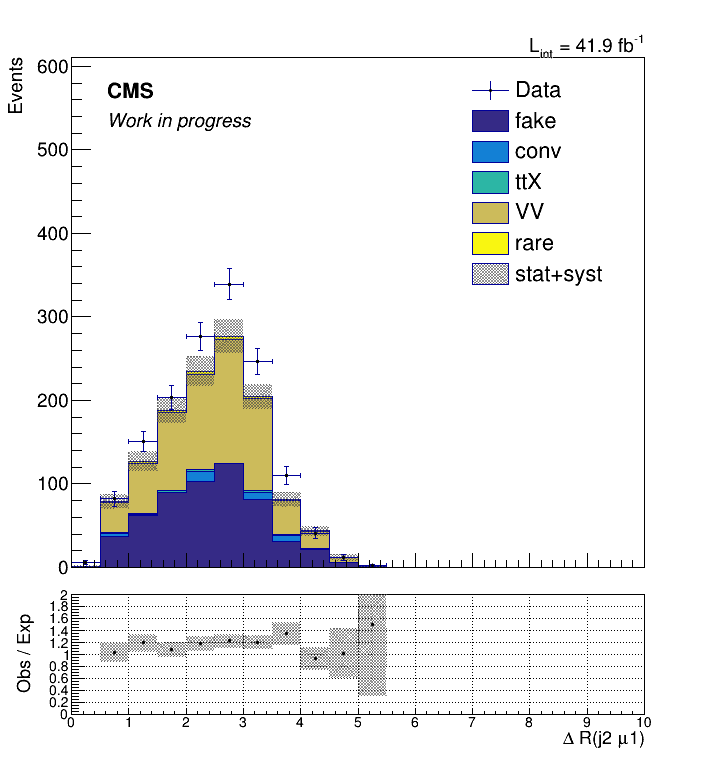 L_int = 41.9 fb^-1
Events
600
500
400
300
200
100
0
CMS
Work in progress
Data
fake
conv
ttX
VV
rare
stat+syst
Obs / Exp
2
1.8
1.6
1.4
1.2
1
0.8
0.6
0.4
0.2
0
0 1 2 3 4 5 6 7 8 9 10
Δ R(j2 μ1)